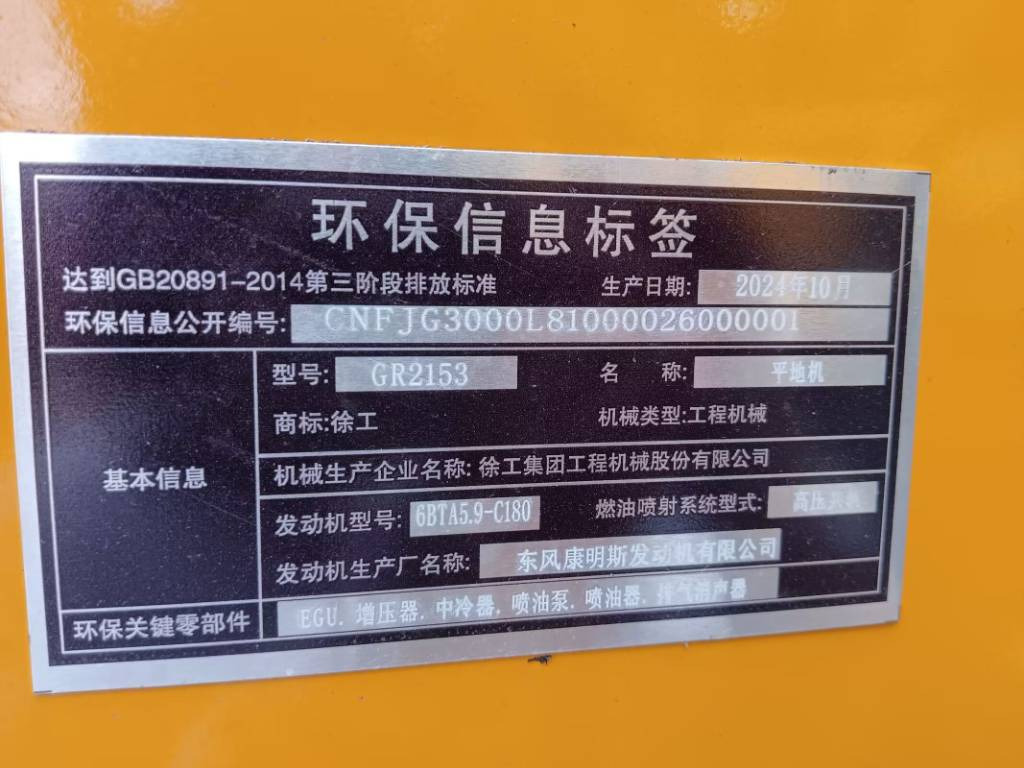 环保信息标签
达到GB20891-2014第三阶段排放标准 生产日期: 2024年10月
环保信息公开编号: CNFJG3000L81000026000001
基本信息
型号: GR2153 名 称: 平地机
商标:徐工 机械类型:工程机械
机械生产企业名称: 徐工集团工程机械股份有限公司
发动机型号: 6BTA5.9-C180 燃油喷射系统型式: 高压
发动机生产厂名称: 东风康明斯发动机有限公司
环保关键零部件 EGU. 增压器. 中冷器. 喷油泵. 喷油器. 排气消声器